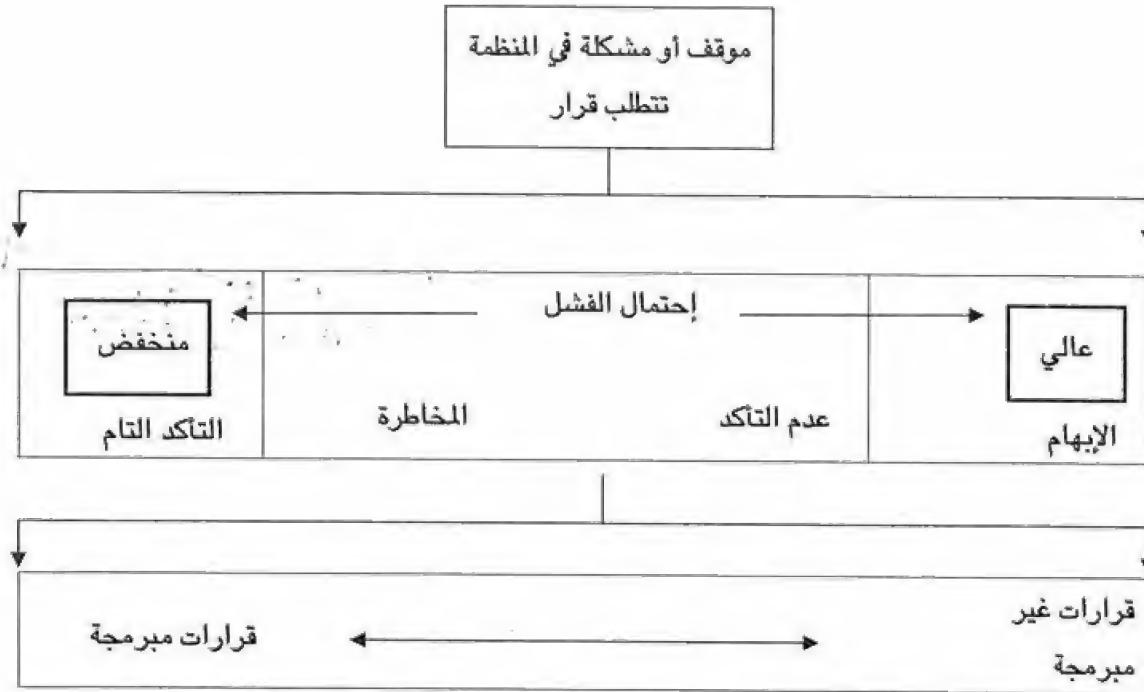 موقف أو مشكلة في المنظمة
تتطلب قرار
إحتمال الفشل
عالي
منخفض
الإبهام
عدم التأكد
المخاطرة
التأكد التام
قرارات غير
مبرمجة
قرارات مبرمجة